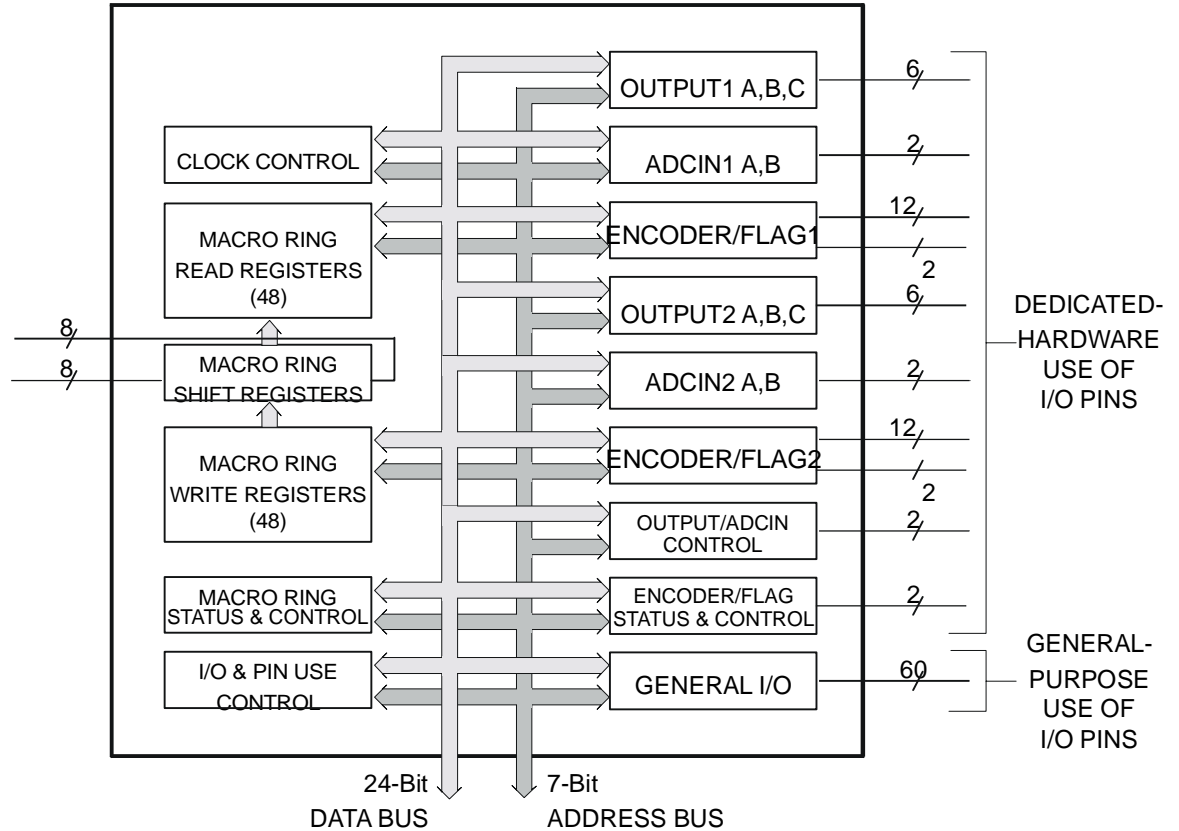 OUTPUT1 A,B,C
6
CLOCK CONTROL
ADCIN1 A,B
2
MACRO RING
READ REGISTERS
(48)
ENCODER/FLAG1
12
2
OUTPUT2 A,B,C
6
8
8
MACRO RING
SHIFT REGISTERS
ADCIN2 A,B
2
MACRO RING
WRITE REGISTERS
(48)
ENCODER/FLAG2
12
2
OUTPUT/ADCIN
CONTROL
2
MACRO RING
STATUS & CONTROL
ENCODER/FLAG
STATUS & CONTROL
2
I/O & PIN USE
CONTROL
GENERAL I/O
60
DEDICATED-
HARDWARE
USE OF
I/O PINS
GENERAL-
PURPOSE
USE OF
I/O PINS
24-Bit
DATA BUS
7-Bit
ADDRESS BUS